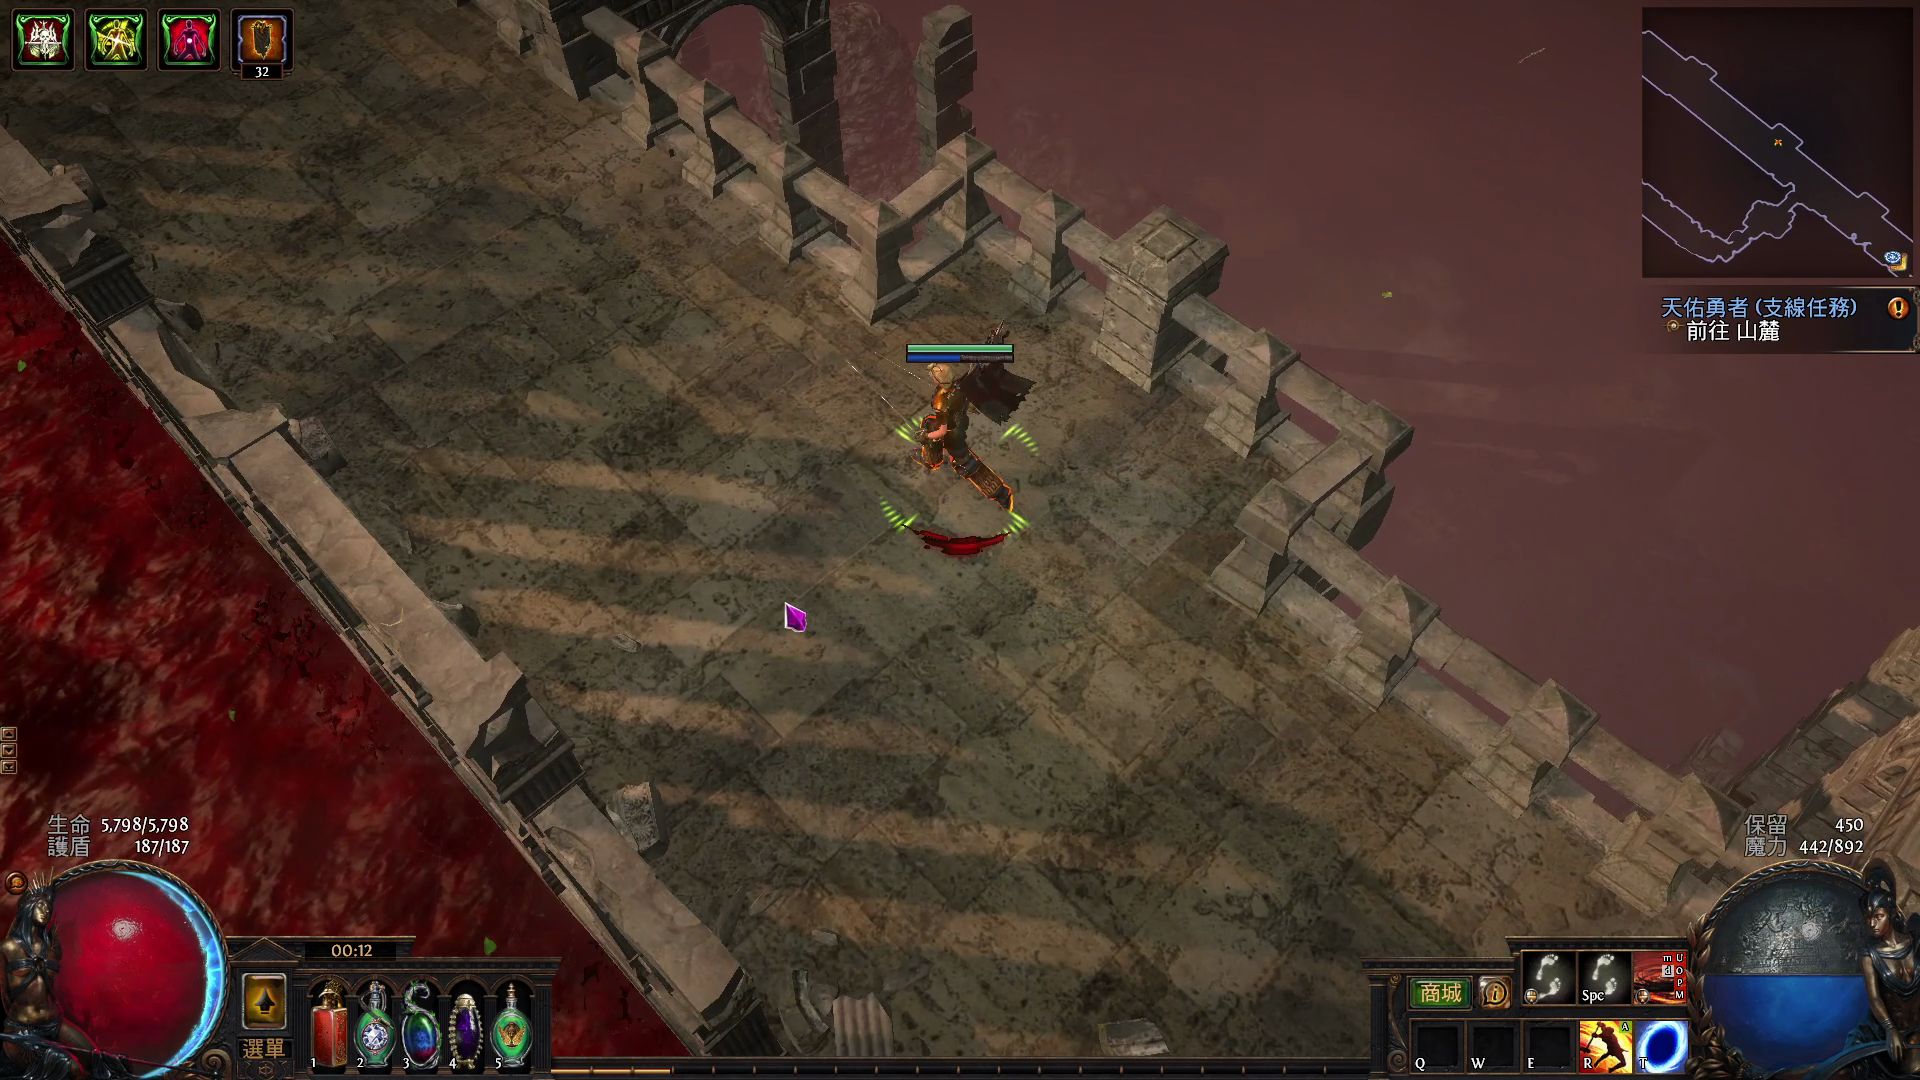 32
天佑勇者 (支線任務)
前往 山麓
生命 5,798/5,798
護盾 187/187
保留 450
魔力 442/892
00:12
選單
1 2 3 4 5
商城
Spc
m U
d O
P
M
Q W E R A T